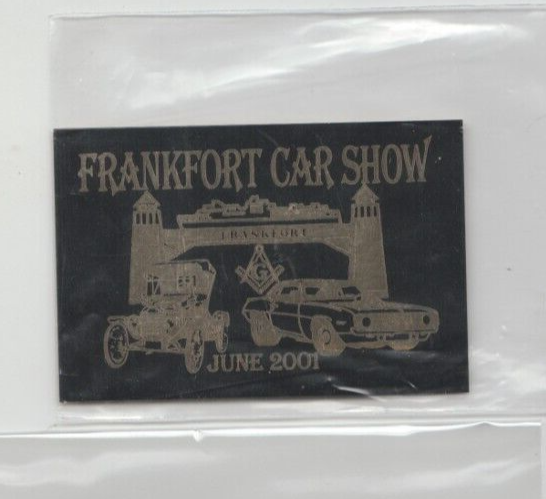 FRANKFORT CAR SHOW
FRANKFORT
G
JUNE 2001